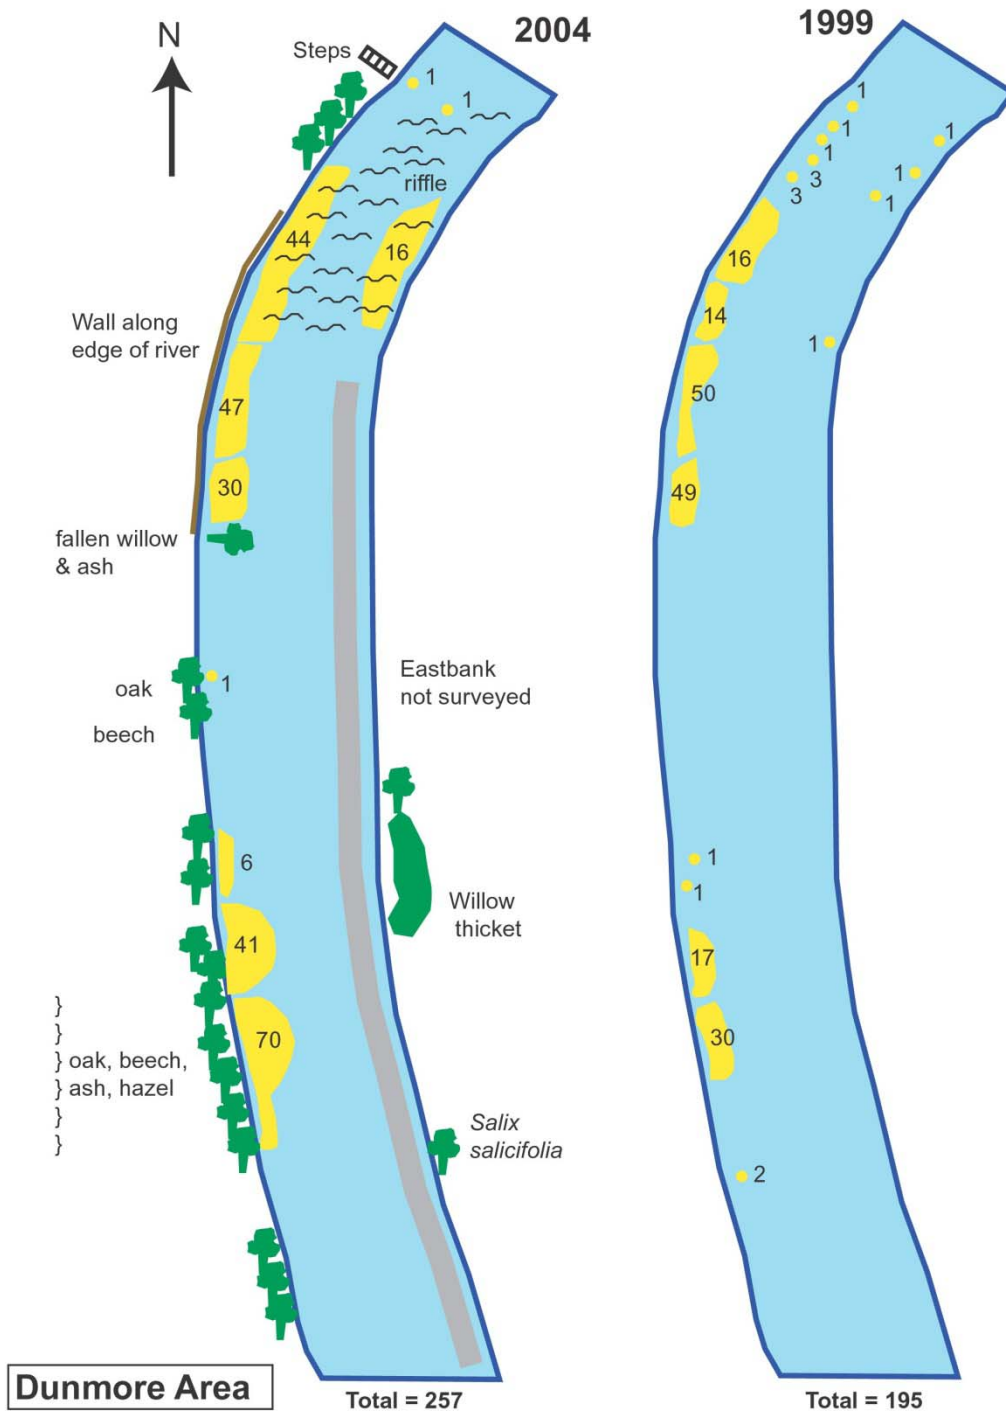 2004
1999
N
Steps
1
1
riffle
44
16
Wall along
edge of river
47
30
fallen willow
& ash
oak
1
beech
Eastbank
not surveyed
6
Willow
thicket
41
70
}
}
} oak, beech,
} ash, hazel
}
}
Salix
salicifolia
Dunmore Area
Total = 257
1
1
1
3
3
1
1
1
16
14
1
50
49
1
1
17
30
2
Total = 195